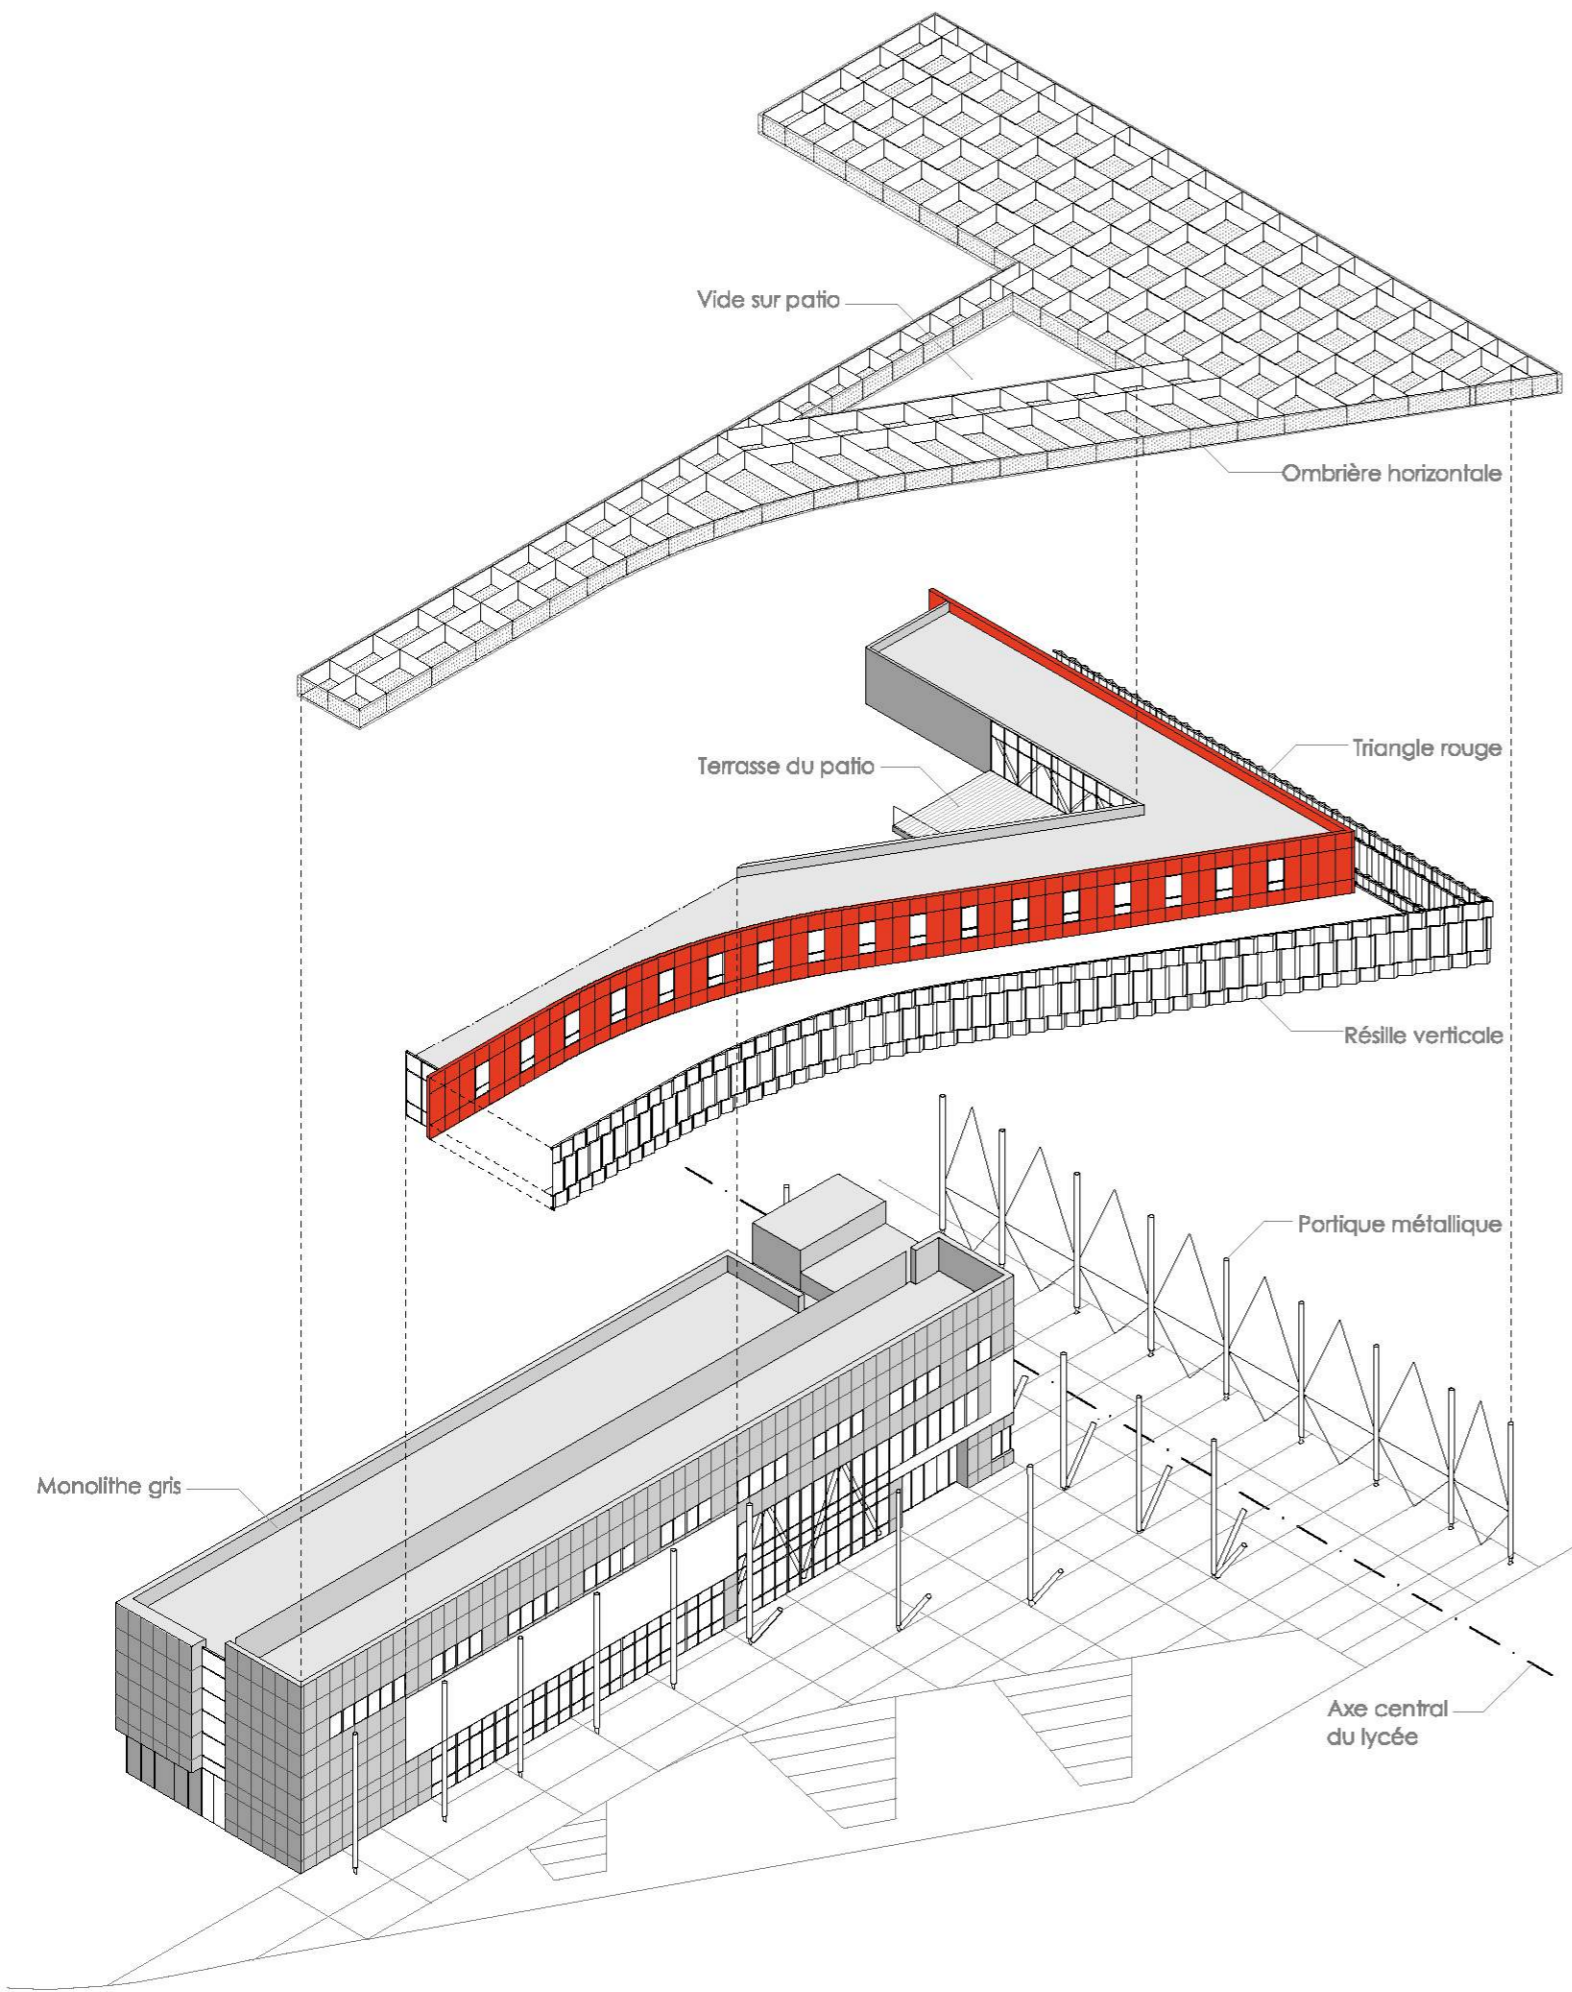 Vide sur patio
Ombrière horizontale
Triangle rouge
Terrasse du patio
Résille verticale
Portique métallique
Monolithe gris
Axe central
du lycée